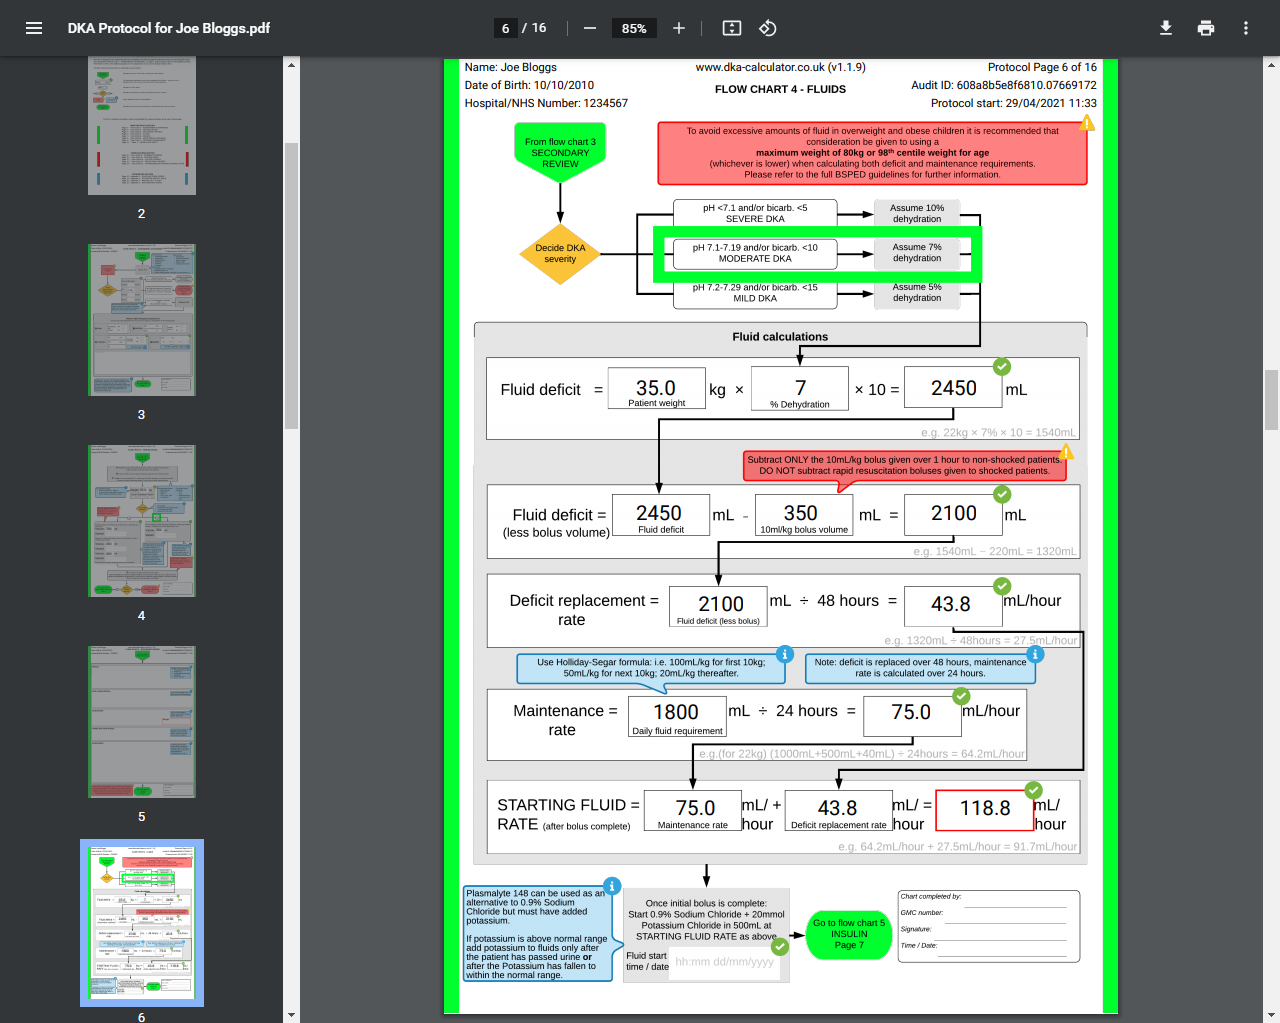 DKA Protocol for Joe Bloggs.pdf
6 / 16
85%
2
3
4
5
6
Name: Joe Bloggs
www.dka-calculator.co.uk (v1.1.9)
Protocol Page 6 of 16
Date of Birth: 10/10/2010
FLOW CHART 4 - FLUIDS
Audit ID: 608a8b5e8f6810.07669172
Hospital/NHS Number: 1234567
Protocol start: 29/04/2021 11:33
From flow chart 3
SECONDARY
REVIEW
To avoid excessive amounts of fluid in overweight and obese children it is recommended that
consideration be given to using a
maximum weight of 80kg or 98th centile weight for age
(whichever is lower) when calculating both deficit and maintenance requirements.
Please refer to the full BSPED guidelines for further information.
Decide DKA
severity
pH <7.1 and/or bicarb. <5
SEVERE DKA
Assume 10%
dehydration
pH 7.1-7.19 and/or bicarb. <10
MODERATE DKA
Assume 7%
dehydration
pH 7.2-7.29 and/or bicarb. <15
MILD DKA
Assume 5%
dehydration
Fluid calculations
Fluid deficit = 35.0 kg × 7 × 10 = 2450 mL
Patient weight
% Dehydration
e.g. 22kg × 7% × 10 = 1540mL
Subtract ONLY the 10mL/kg bolus given over 1 hour to non-shocked patients.
DO NOT subtract rapid resuscitation boluses given to shocked patients.
Fluid deficit = 2450 mL - 350 mL = 2100 mL
(less bolus volume)
Fluid deficit
10ml/kg bolus volume
e.g. 1540mL − 220mL = 1320mL
Deficit replacement = 2100 mL ÷ 48 hours = 43.8 mL/hour
rate
Fluid deficit (less bolus)
e.g. 1320mL ÷ 48hours = 27.5mL/hour
Use Holliday-Segar formula: i.e. 100mL/kg for first 10kg;
50mL/kg for next 10kg; 20mL/kg thereafter.
Note: deficit is replaced over 48 hours, maintenance
rate is calculated over 24 hours.
Maintenance = 1800 mL ÷ 24 hours = 75.0 mL/hour
rate
Daily fluid requirement
e.g.(for 22kg) (1000mL+500mL+40mL) ÷ 24hours = 64.2mL/hour
STARTING FLUID = 75.0 mL/ + 43.8 mL/ = 118.8 mL/
RATE (after bolus complete)
Maintenance rate
hour
Deficit replacement rate
hour
hour
e.g. 64.2mL/hour + 27.5mL/hour = 91.7mL/hour
Plasmalyte 148 can be used as an
alternative to 0.9% Sodium
Chloride but must have added
potassium.
If potassium is above normal range
add potassium to fluids only after
the patient has passed urine or
after the Potassium has fallen to
within the normal range.
Once initial bolus is complete:
Start 0.9% Sodium Chloride + 20mmol
Potassium Chloride in 500mL at
STARTING FLUID RATE as above
Fluid start
time / date
hh:mm dd/mm/yyyy
Go to flow chart 5
INSULIN
Page 7
Chart completed by:
GMC number:
Signature:
Time / Date: